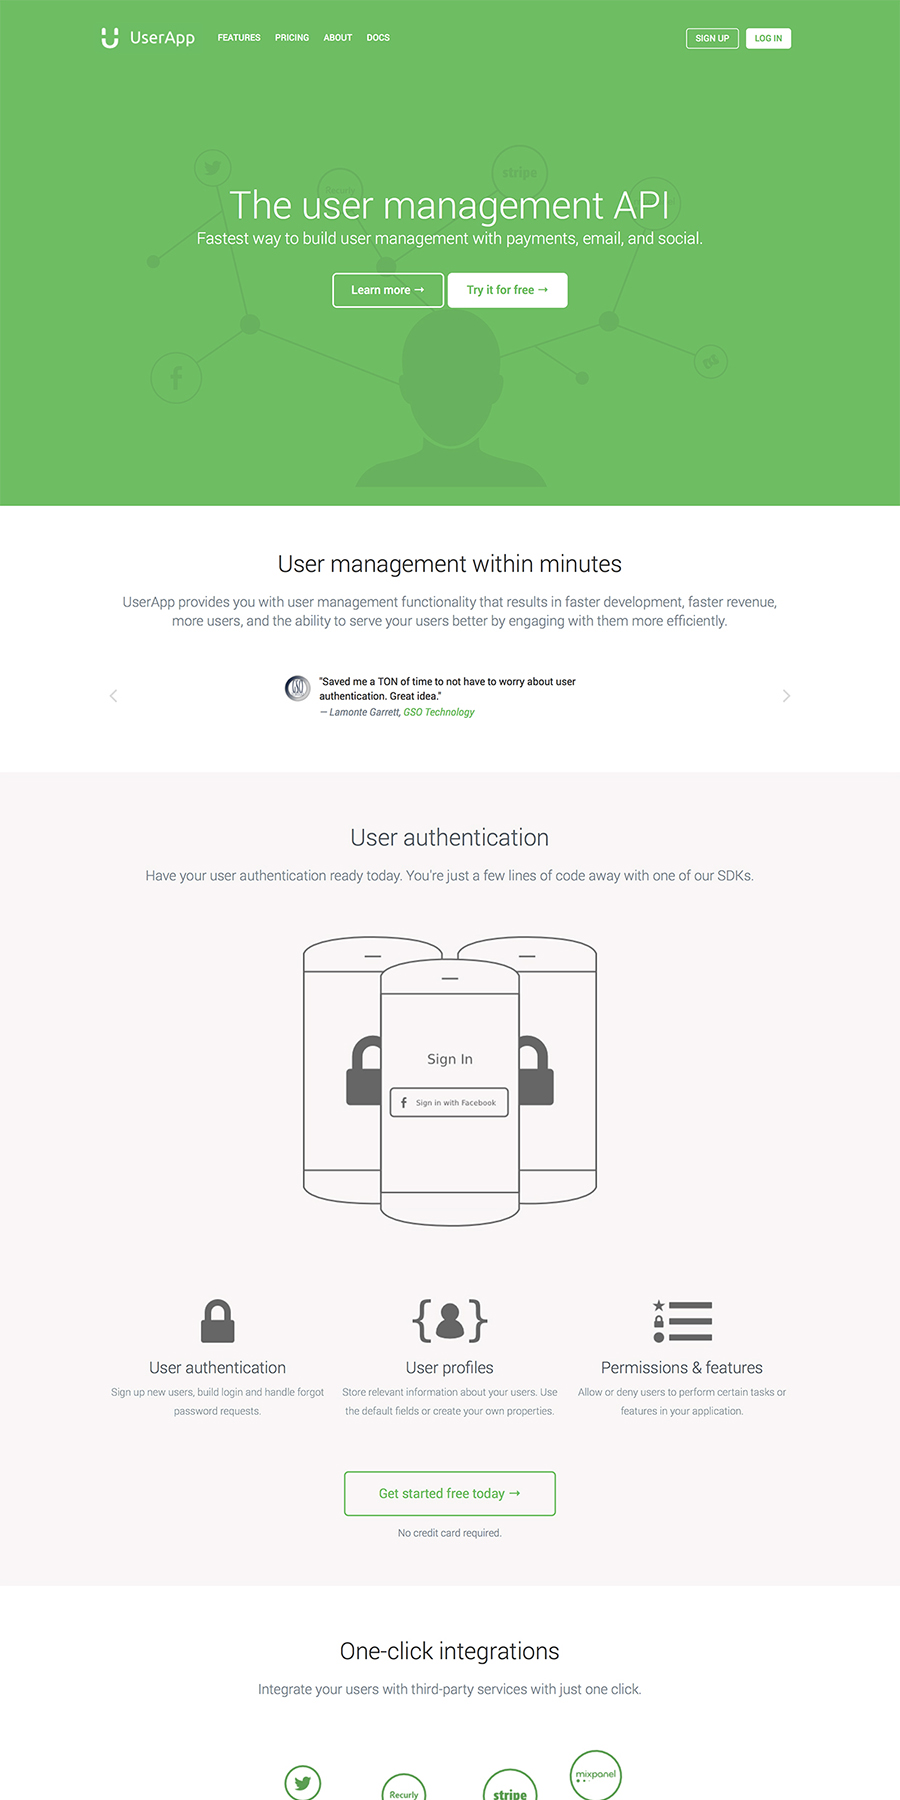 UserApp FEATURES PRICING ABOUT DOCS SIGN UP LOG IN
stripe
Recurly
The user management API
Fastest way to build user management with payments, email, and social.
Learn more → Try it for free →
User management within minutes
UserApp provides you with user management functionality that results in faster development, faster revenue,
more users, and the ability to serve your users better by engaging with them more efficiently.
GSO
"Saved me a TON of time to not have to worry about user
authentication. Great idea."
— Lamonte Garrett, GSO Technology
User authentication
Have your user authentication ready today. You're just a few lines of code away with one of our SDKs.
Sign In
f Sign in with Facebook
User authentication
Sign up new users, build login and handle forgot
password requests.
User profiles
Store relevant information about your users. Use
the default fields or create your own properties.
Permissions & features
Allow or deny users to perform certain tasks or
features in your application.
Get started free today →
No credit card required.
One-click integrations
Integrate your users with third-party services with just one click.
mixpanel
Recurly
stripe